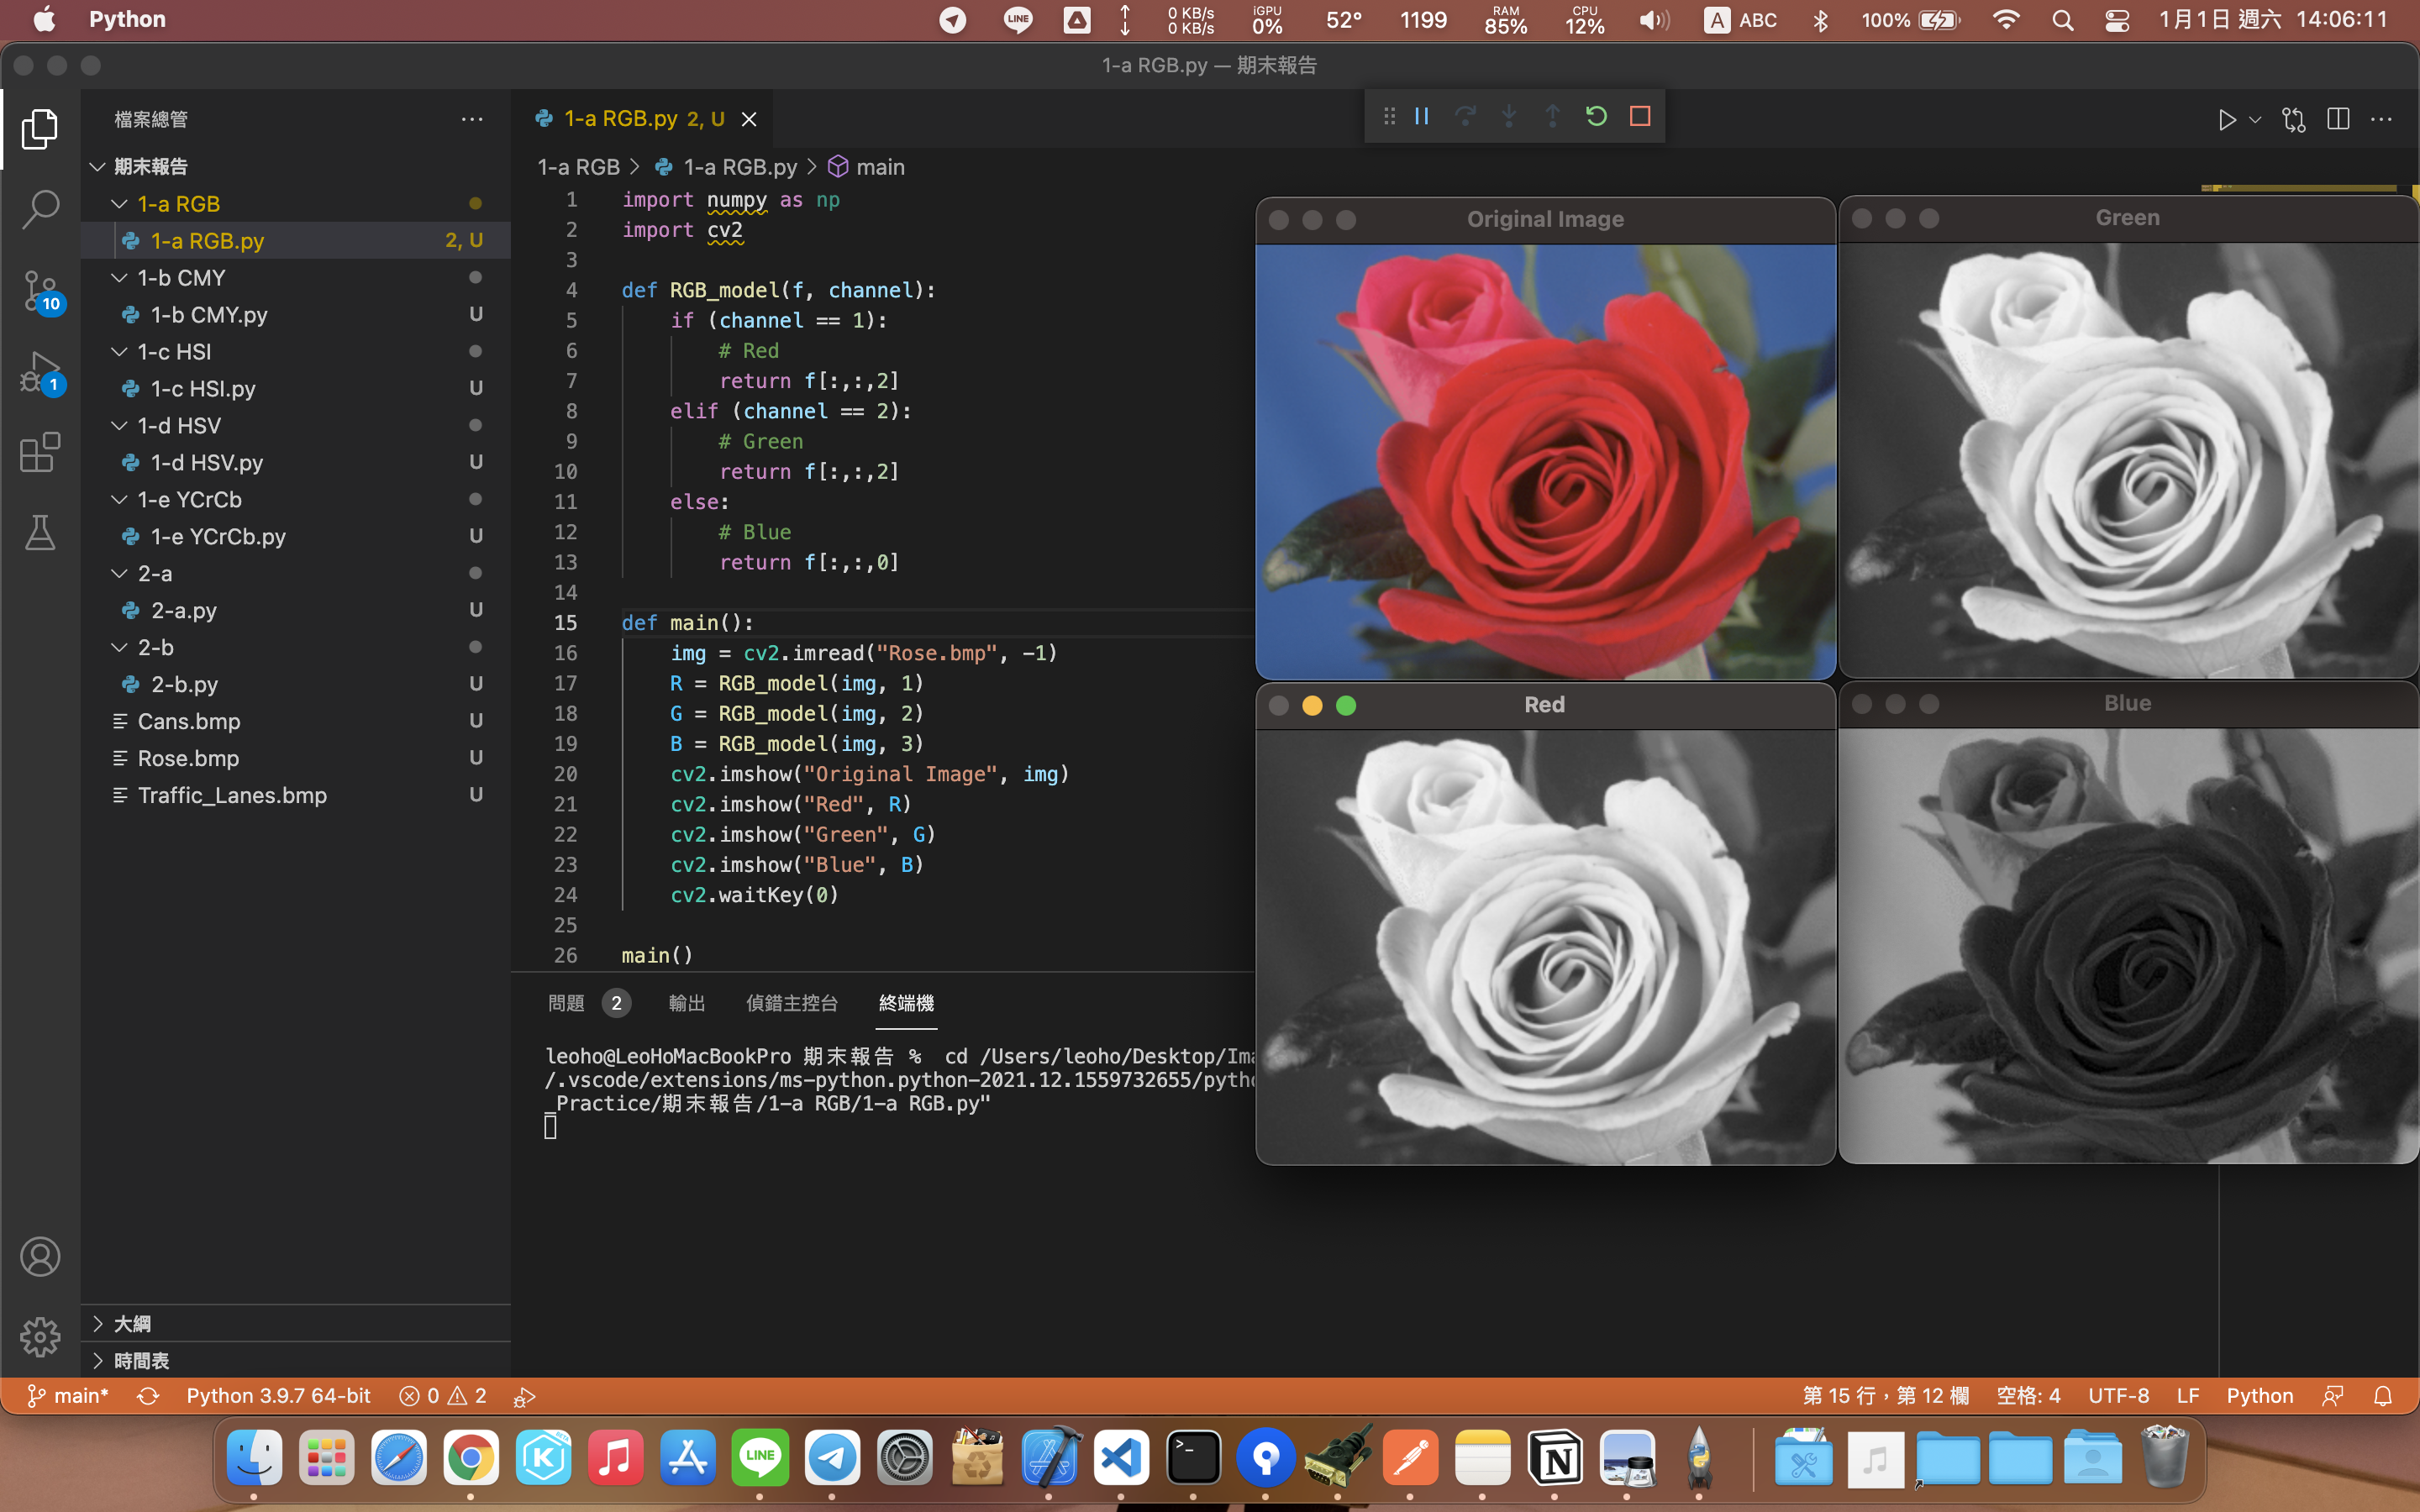 Python
LINE
0 KB/s
0 KB/s
iGPU
0%
52°
1199
RAM
85%
CPU
12%
A ABC
100%
1月1日 週六 14:06:11
1-a RGB.py — 期末報告
檔案總管
期末報告
1-a RGB
1-a RGB.py 2, U
1-b CMY
1-b CMY.py U
1-c HSI
1-c HSI.py U
1-d HSV
1-d HSV.py U
1-e YCrCb
1-e YCrCb.py U
2-a
2-a.py U
2-b
2-b.py U
Cans.bmp U
Rose.bmp U
Traffic_Lanes.bmp U
大綱
時間表
10
1
1-a RGB.py 2, U
1-a RGB > 1-a RGB.py > main
1 import numpy as np
2 import cv2
3
4 def RGB_model(f, channel):
5 if (channel == 1):
6 # Red
7 return f[:,:,2]
8 elif (channel == 2):
9 # Green
10 return f[:,:,2]
11 else:
12 # Blue
13 return f[:,:,0]
14
15 def main():
16 img = cv2.imread("Rose.bmp", -1)
17 R = RGB_model(img, 1)
18 G = RGB_model(img, 2)
19 B = RGB_model(img, 3)
20 cv2.imshow("Original Image", img)
21 cv2.imshow("Red", R)
22 cv2.imshow("Green", G)
23 cv2.imshow("Blue", B)
24 cv2.waitKey(0)
25
26 main()
Original Image
Green
Red
Blue
問題 2 輸出 偵錯主控台 終端機
leoho@LeoHoMacBookPro 期末報告 % cd /Users/leoho/Desktop/Ima
/.vscode/extensions/ms-python.python-2021.12.1559732655/pytho
_Practice/期末報告/1-a RGB/1-a RGB.py"
main* Python 3.9.7 64-bit 0 2
第 15 行，第 12 欄 空格: 4 UTF-8 LF Python
LINE